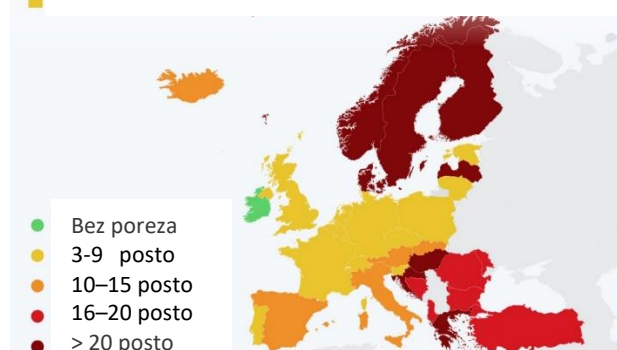 Bez poreza
3-9 posto
10–15 posto
16–20 posto
> 20 posto